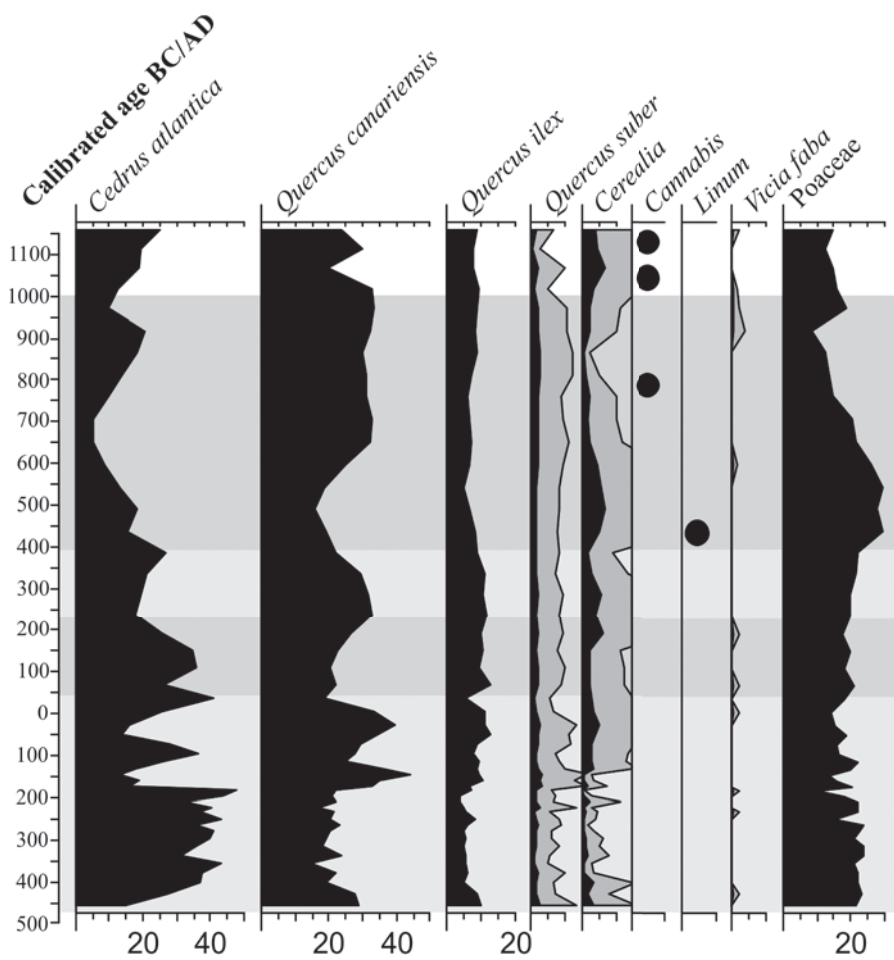 Calibrated age BC/AD
Cedrus atlantica
Quercus canariensis
Quercus ilex
Quercus suber
Cerealia
Cannabis
Linum
Vicia faba
Poaceae
1100
1000
900
800
700
600
500
400
300
200
100
0
100
200
300
400
500
20 40 20 40 20 20